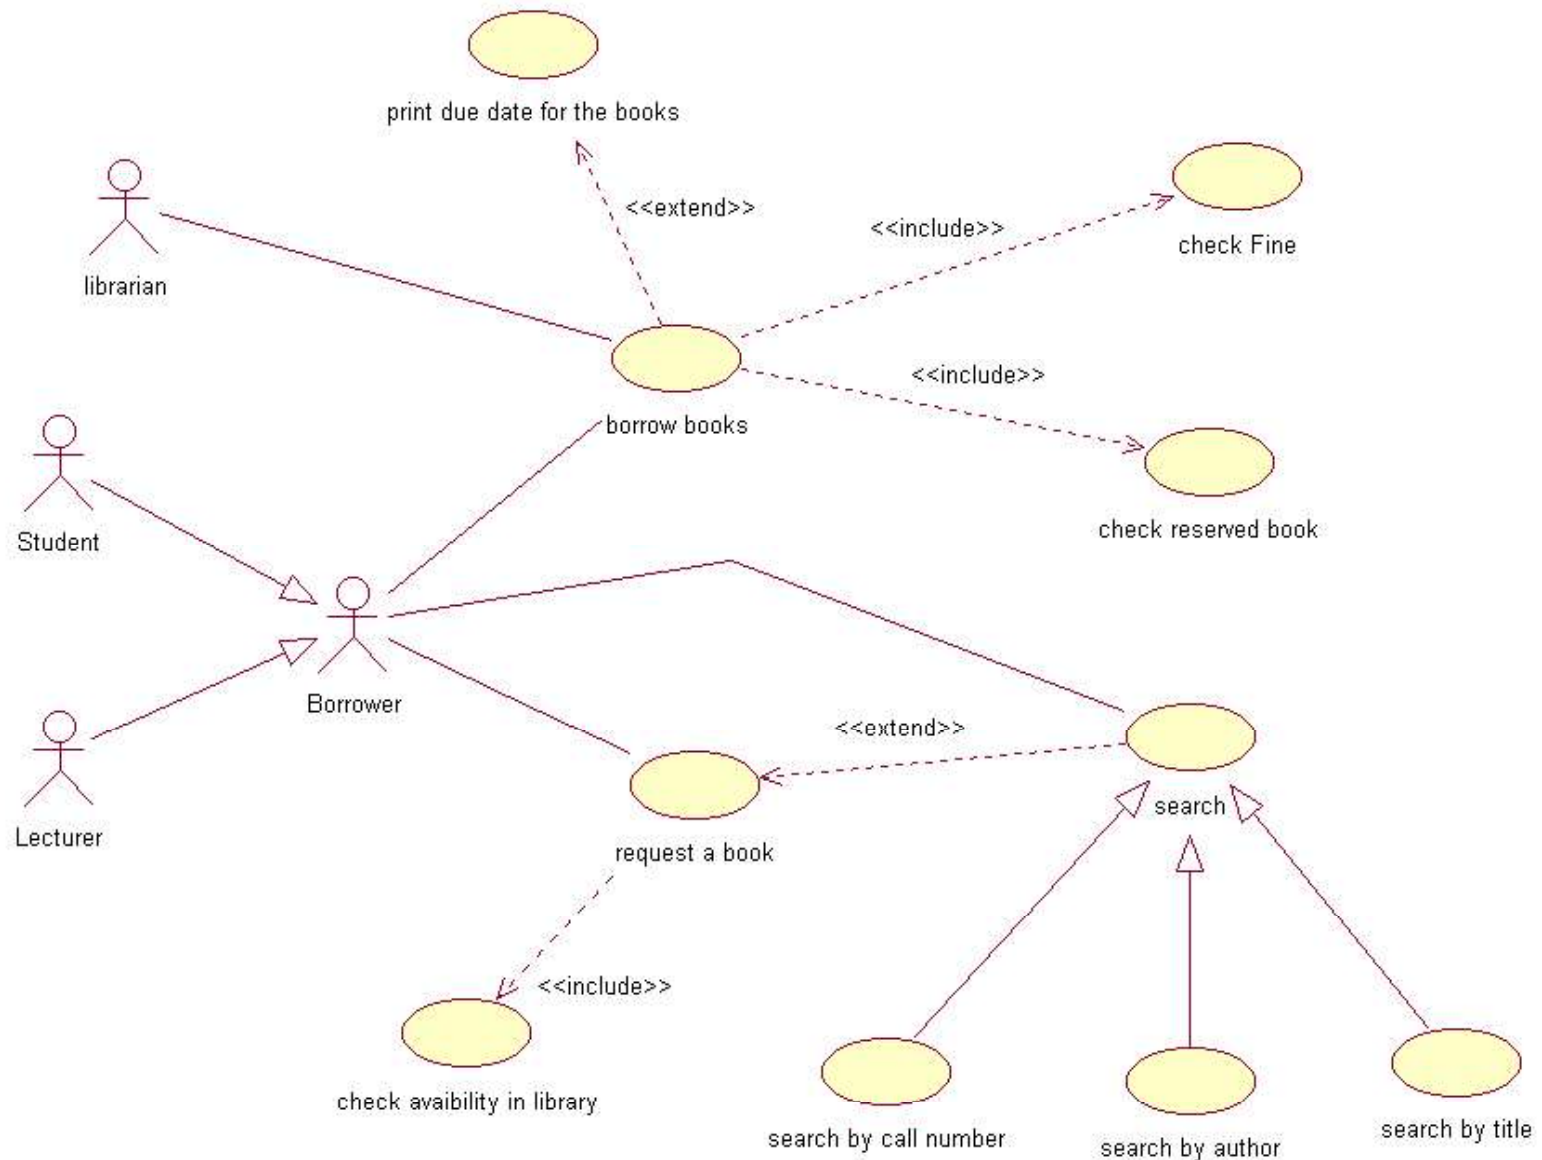 print due date for the books
<<extend>>
<<include>>
check Fine
librarian
<<include>>
borrow books
check reserved book
Student
Borrower
<<extend>>
search
Lecturer
request a book
<<include>>
check avaibility in library
search by call number
search by author
search by title